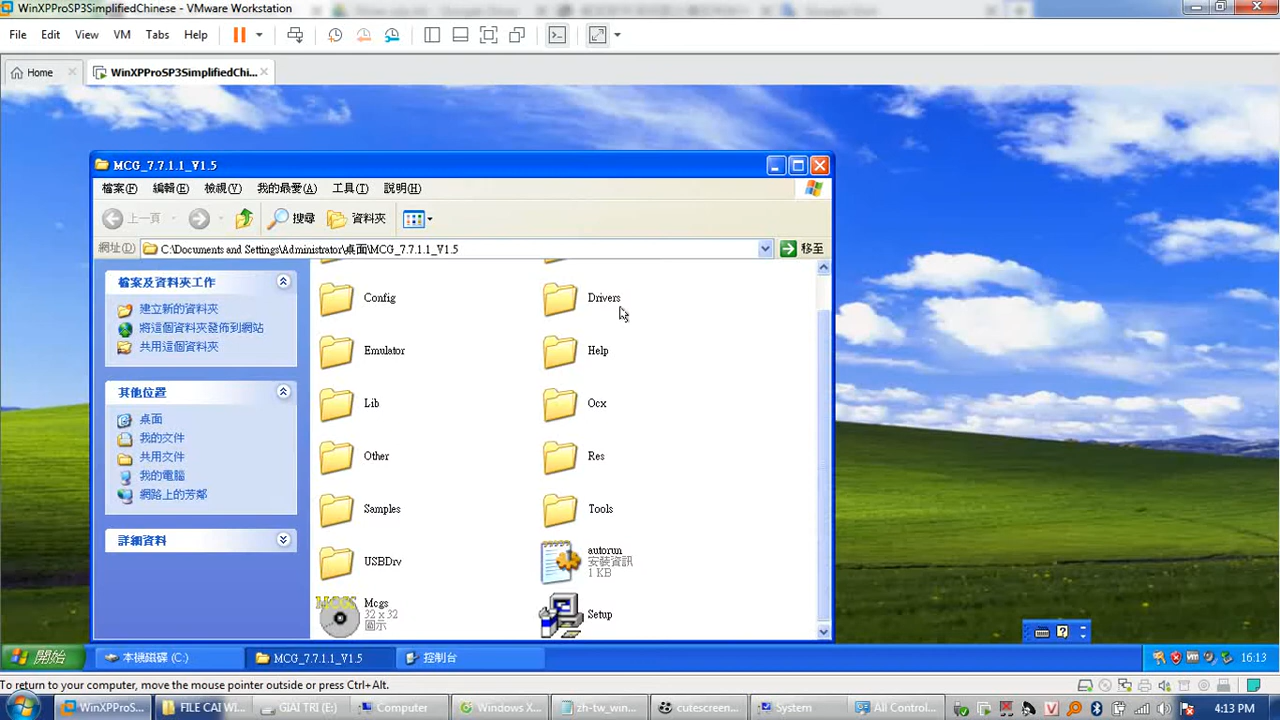 WinXPProSP3SimplifiedChinese - VMware Workstation
File Edit View VM Tabs Help
Home WinXPProSP3SimplifiedChi...
MCG_7.7.1.1_V1.5
檔案(F) 編輯(E) 檢視(V) 我的最愛(A) 工具(T) 說明(H)
上一頁 搜尋 資料夾
網址(D) C:\Documents and Settings\Administrator\桌面\MCG_7.7.1.1_V1.5 移至
檔案及資料夾工作
建立新的資料夾
將這個資料夾發佈到網站
共用這個資料夾
其他位置
桌面
我的文件
共用文件
我的電腦
網路上的芳鄰
詳細資料
Config Drivers
Emulator Help
Lib Ocx
Other Res
Samples Tools
USBDrv autorun
安裝資訊
1 KB
Mcgs Setup
32 x 32
圖示
開始 本機磁碟 (C:) MCG_7.7.1.1_V1.5 控制台 16:13
To return to your computer, move the mouse pointer outside or press Ctrl+Alt.
WinXPProS... FILE CAI WI... GIAI TRI (E:) Computer Windows X... zh-tw_win... cutescreen... System All Control... 4:13 PM